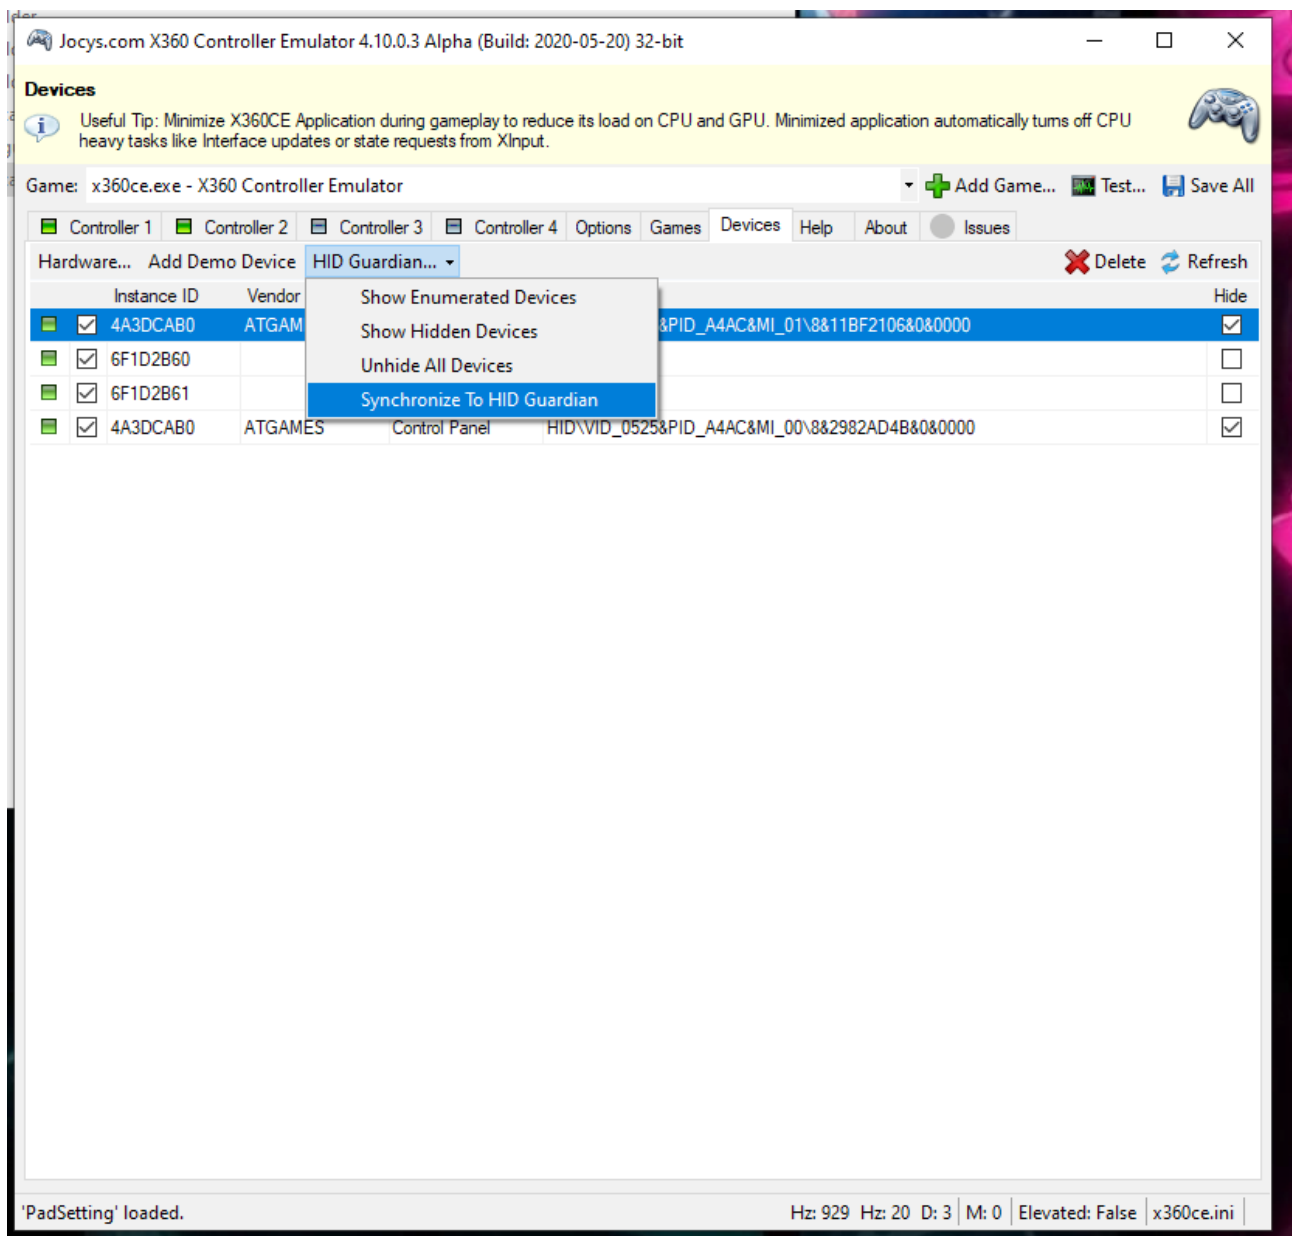 Jocys.com X360 Controller Emulator 4.10.0.3 Alpha (Build: 2020-05-20) 32-bit
Devices
Useful Tip: Minimize X360CE Application during gameplay to reduce its load on CPU and GPU. Minimized application automatically turns off CPU
heavy tasks like Interface updates or state requests from XInput.
Game: x360ce.exe - X360 Controller Emulator Add Game... Test... Save All
Controller 1 Controller 2 Controller 3 Controller 4 Options Games Devices Help About Issues
Hardware... Add Demo Device HID Guardian... Delete Refresh
Instance ID Vendor Hide
Show Enumerated Devices
4A3DCAB0 ATGAM &PID_A4AC&MI_01\8&11BF2106&0&0000
Show Hidden Devices
6F1D2B60
Unhide All Devices
6F1D2B61
Synchronize To HID Guardian
4A3DCAB0 ATGAMES Control Panel HID\VID_0525&PID_A4AC&MI_00\8&2982AD4B&0&0000
'PadSetting' loaded. Hz: 929 Hz: 20 D: 3 M: 0 Elevated: False x360ce.ini